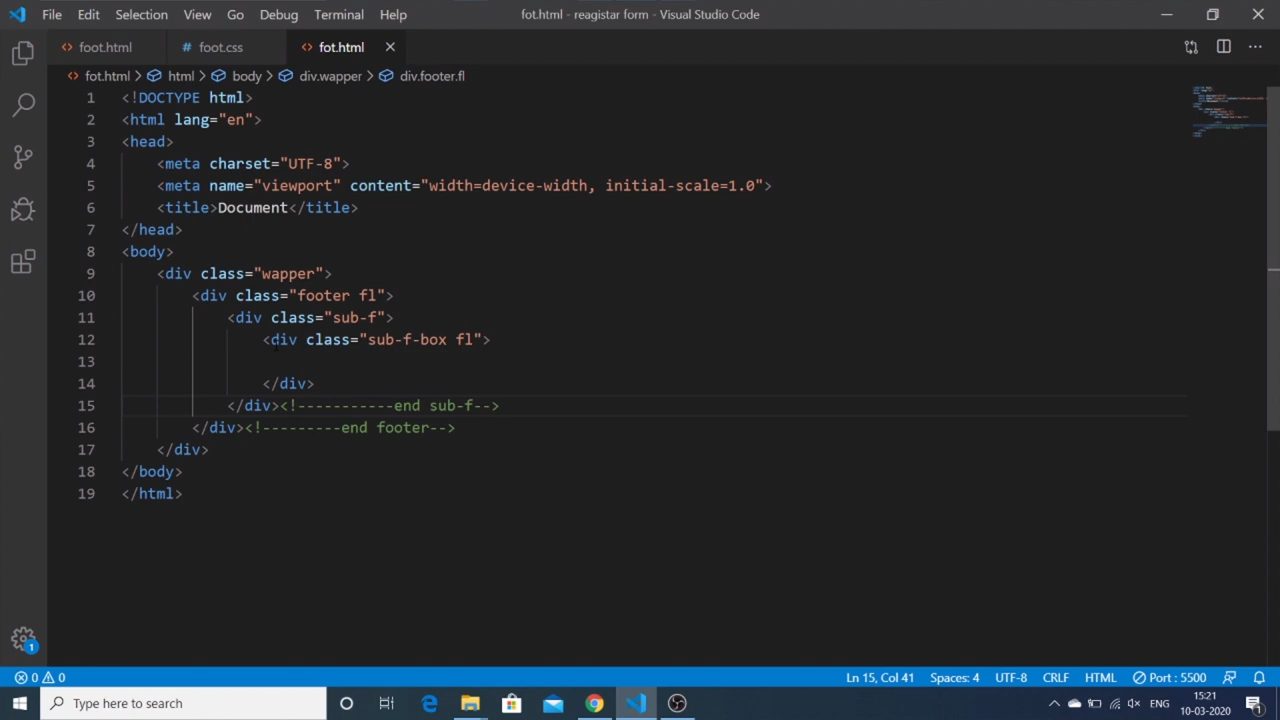 File Edit Selection View Go Debug Terminal Help fot.html - reagistar form - Visual Studio Code
foot.html # foot.css fot.html
fot.html html body div.wapper div.footer.fl
1 <!DOCTYPE html>
2 <html lang="en">
3 <head>
4 <meta charset="UTF-8">
5 <meta name="viewport" content="width=device-width, initial-scale=1.0">
6 <title>Document</title>
7 </head>
8 <body>
9 <div class="wapper">
10 <div class="footer fl">
11 <div class="sub-f">
12 <div class="sub-f-box fl">
13
14 </div>
15 </div><!-----------end sub-f-->
16 </div><!---------end footer-->
17 </div>
18 </body>
19 </html>
1
0 0 Ln 15, Col 41 Spaces: 4 UTF-8 CRLF HTML Port : 5500
Type here to search ENG 15:21
10-03-2020 1